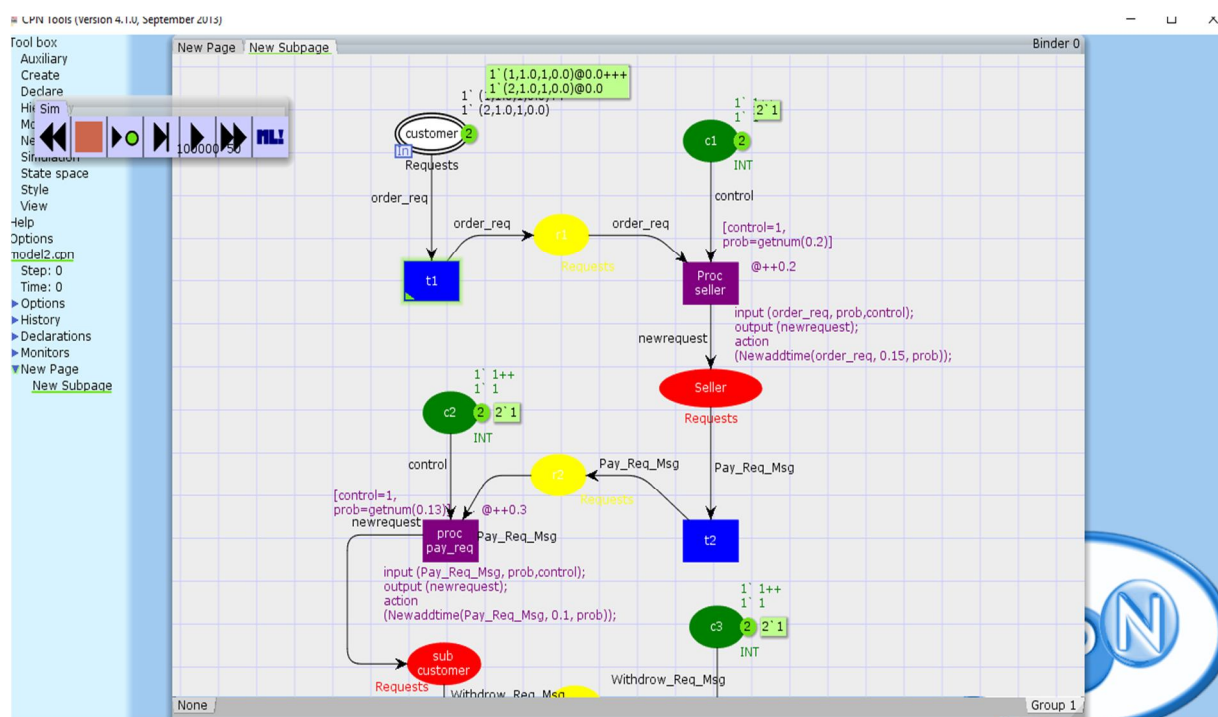 CPN Tools (Version 4.1.0, September 2013)
Tool box
Auxiliary
Create
Declare
Simulation
State space
Style
View
Help
Options
model2.cpn
Step: 0
Time: 0
Options
History
Declarations
Monitors
New Page
New Subpage
Sim
ML!
100000 50
New Page
New Subpage
Binder 0
1`(1,1.0,1,0.0)@0.0+++
1`(2,1.0,1,0.0)@0.0
1` (2,1.0,1,0.0)
customer
2
In
Requests
order_req
order_req
r1
order_req
Requests
t1
2`1
c1
2
INT
control
[control=1,
prob=getnum(0.2)]
@++0.2
Proc
seller
input (order_req, prob,control);
output (newrequest);
action
(Newaddtime(order_req, 0.15, prob));
newrequest
Seller
Requests
1` 1++
1` 1
c2
2
2`1
INT
control
r2
Pay_Req_Msg
Pay_Req_Msg
Requests
[control=1,
prob=getnum(0.13)]
@++0.3
newrequest
proc
pay_req
Pay_Req_Msg
t2
input (Pay_Req_Msg, prob,control);
output (newrequest);
action
(Newaddtime(Pay_Req_Msg, 0.1, prob));
1` 1++
1` 1
c3
2
2`1
INT
sub
customer
Requests
Withdrow_Req_Msg
Withdrow_Req_Msg
None
Group 1
N